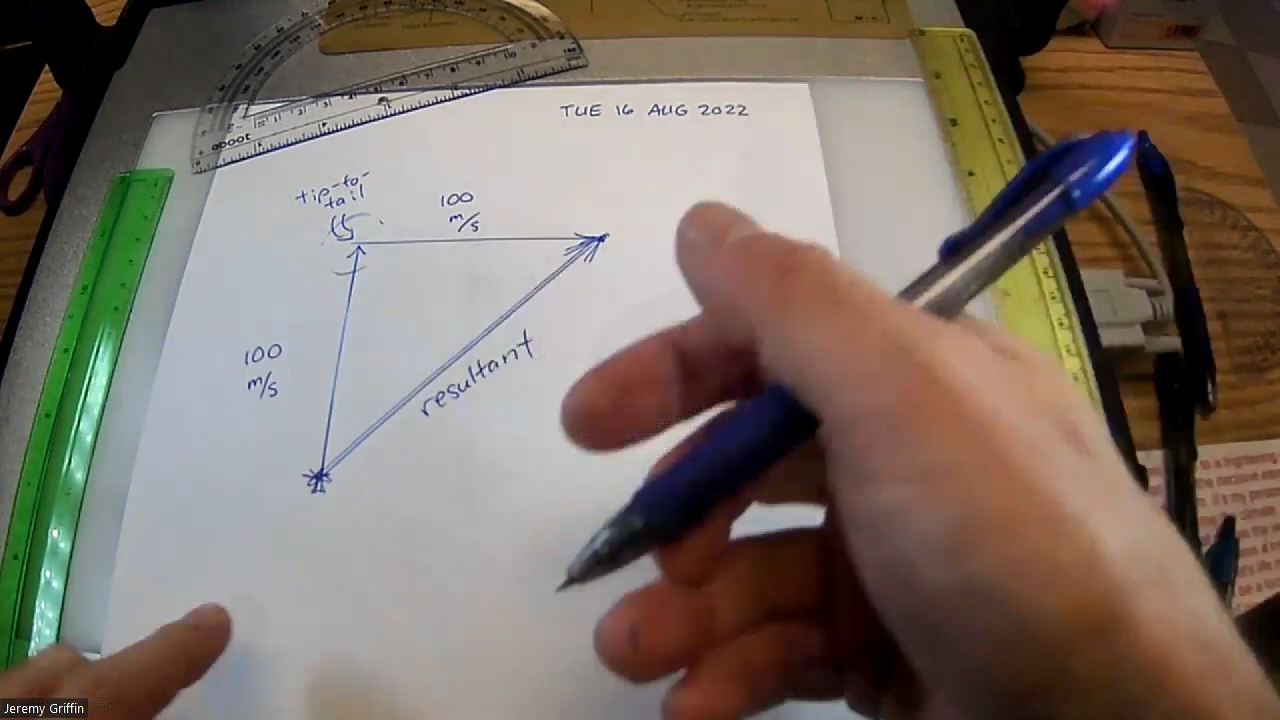 TUE 16 AUG 2022
tip-to-
tail
100
m/s
100
m/s
resultant
Jeremy Griffin